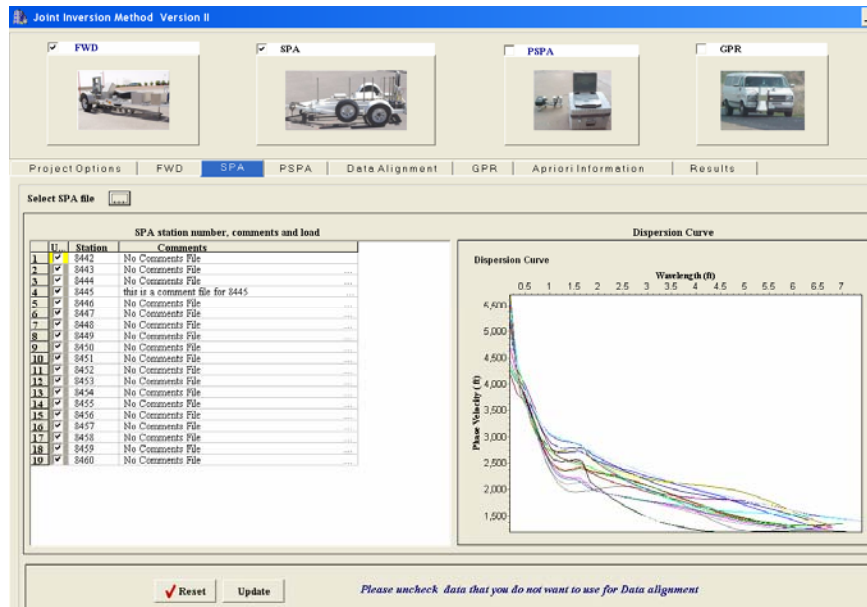 Joint Inversion Method Version II
FWD
SPA
PSPA
GPR
Project Options | FWD | SPA | PSPA | Data Alignment | GPR | Apriori Information | Results |
Select SPA file ...
SPA station number, comments and load
U... Station Comments
1 8442 No Comments File
2 8443 No Comments File ...
3 8444 No Comments File ...
4 8445 this is a comment file for 8445 ...
5 8446 No Comments File ...
6 8447 No Comments File ...
7 8448 No Comments File ...
8 8449 No Comments File ...
9 8450 No Comments File ...
10 8451 No Comments File ...
11 8452 No Comments File ...
12 8453 No Comments File ...
13 8454 No Comments File ...
14 8455 No Comments File ...
15 8456 No Comments File ...
16 8457 No Comments File ...
17 8458 No Comments File ...
18 8459 No Comments File ...
19 8460 No Comments File ...
Dispersion Curve
Dispersion Curve
Wavelength (ft)
0.5 1 1.5 2 2.5 3 3.5 4 4.5 5 5.5 6 6.5 7
Phase Velocity (ft)
5,000
4,500
4,000
3,500
3,000
2,500
2,000
1,500
Reset
Update
Please uncheck data that you do not want to use for Data alignment